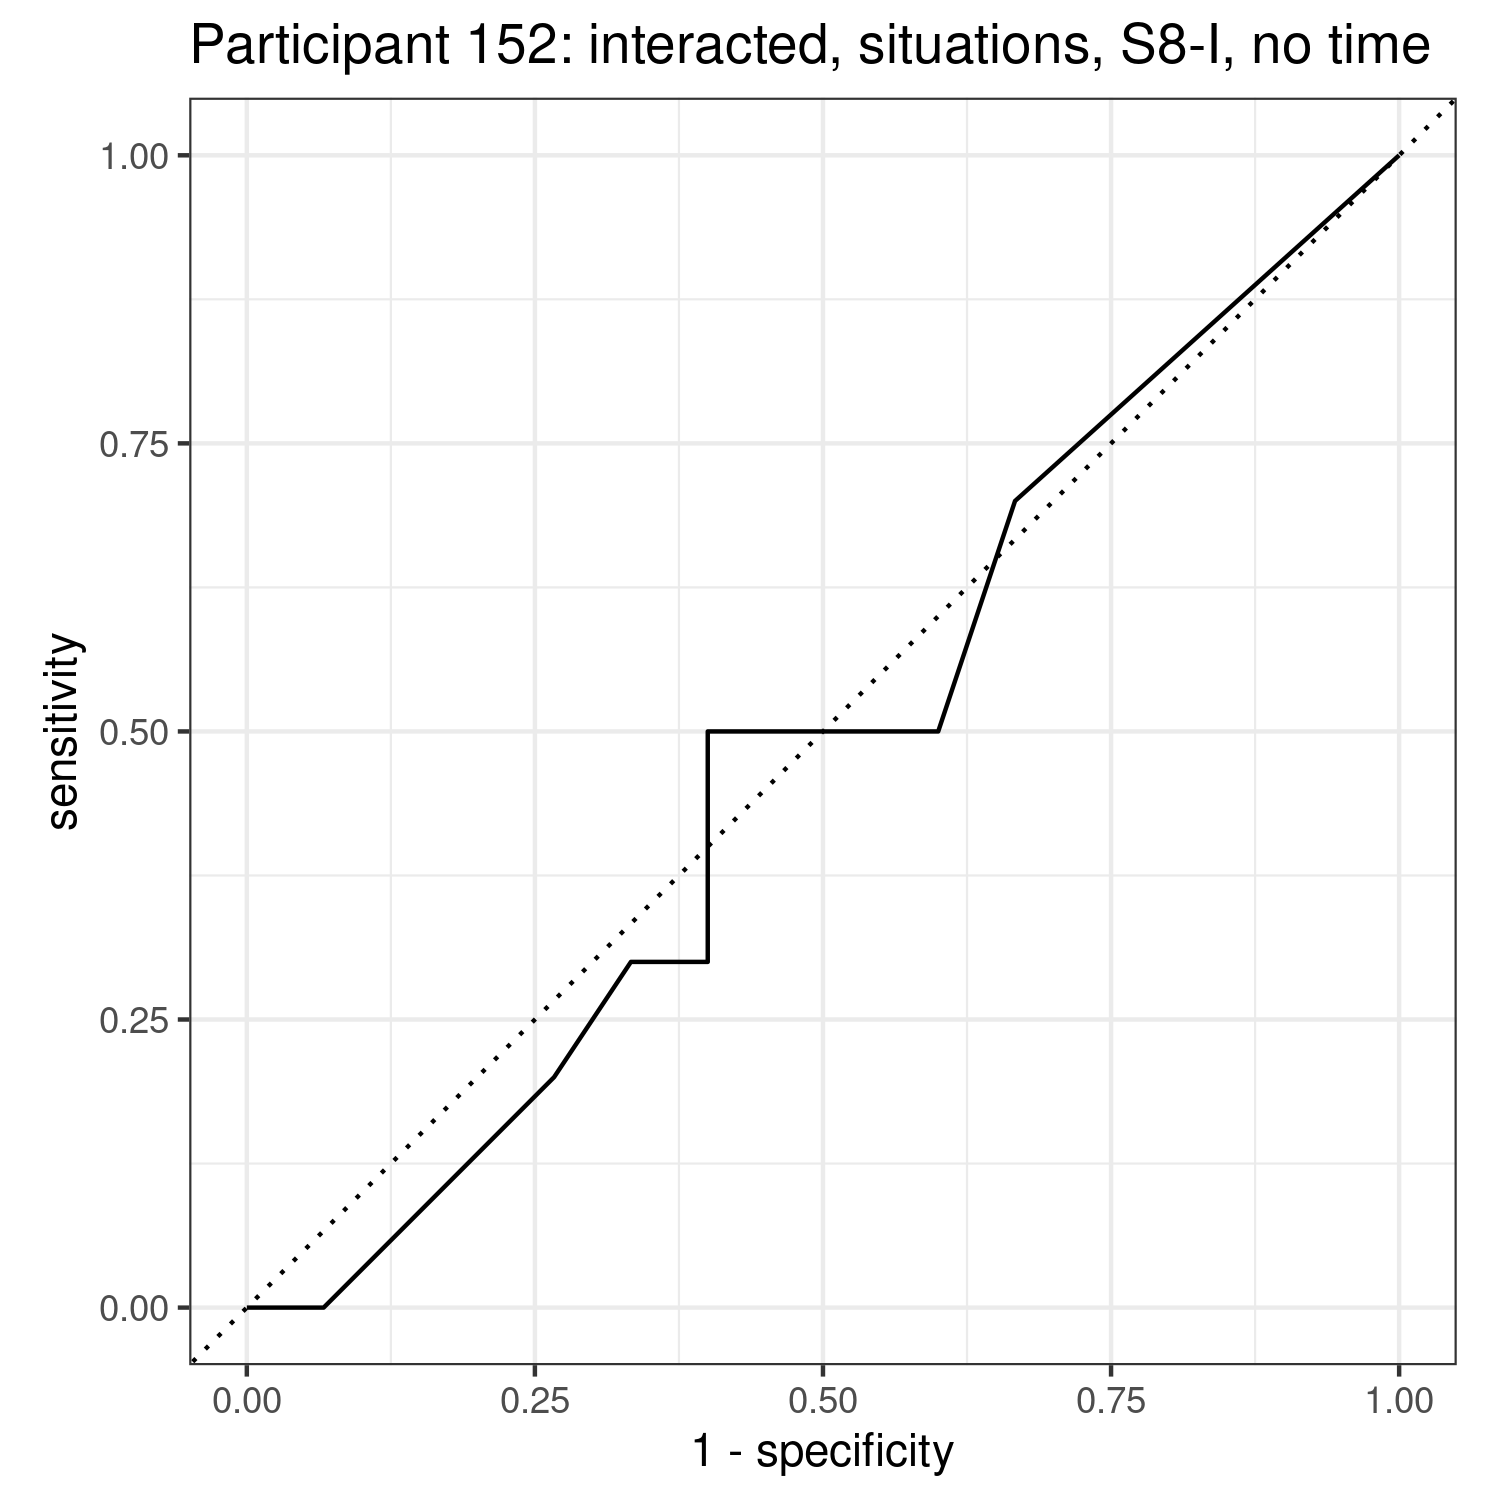 Participant 152: interacted, situations, S8-I, no time
1.00
0.75
0.50
0.25
0.00
sensitivity
0.00 0.25 0.50 0.75 1.00
1 - specificity